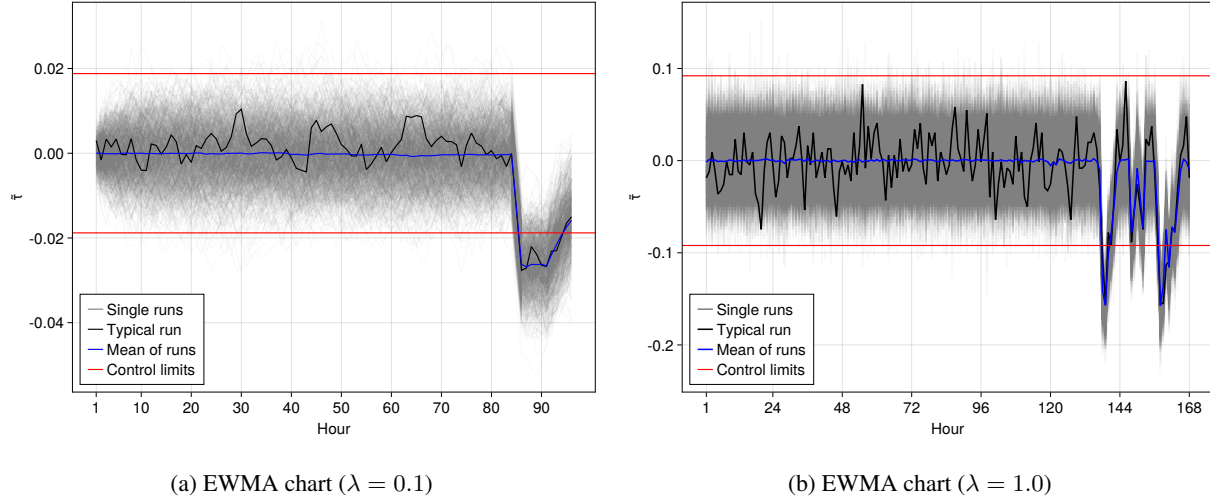 0.02
0.00
-0.02
-0.04
τ̄
Single runs
Typical run
Mean of runs
Control limits
1 10 20 30 40 50 60 70 80 90
Hour
(a) EWMA chart (λ = 0.1)
0.1
0.0
-0.1
-0.2
τ̄
Single runs
Typical run
Mean of runs
Control limits
1 24 48 72 96 120 144 168
Hour
(b) EWMA chart (λ = 1.0)